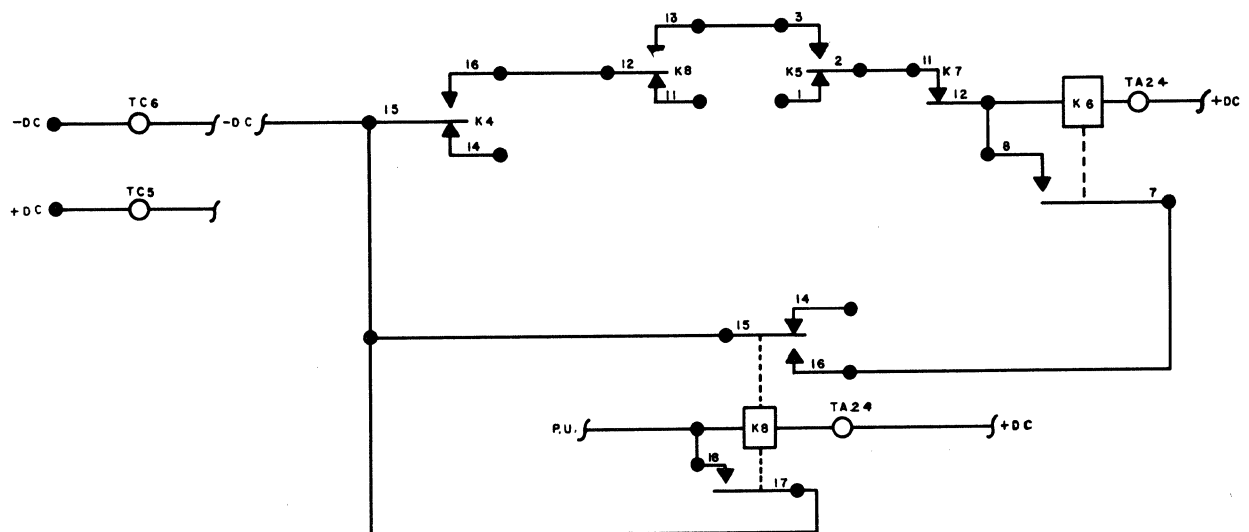 13 3
16 12 K8 K5 2 11 K7
TC6 15 11 1 12 K6 TA24 +DC
-DC -DC K4
14 8
TC5 7
+DC
14
15
16
TA24
P.U. K8 +DC
18
17